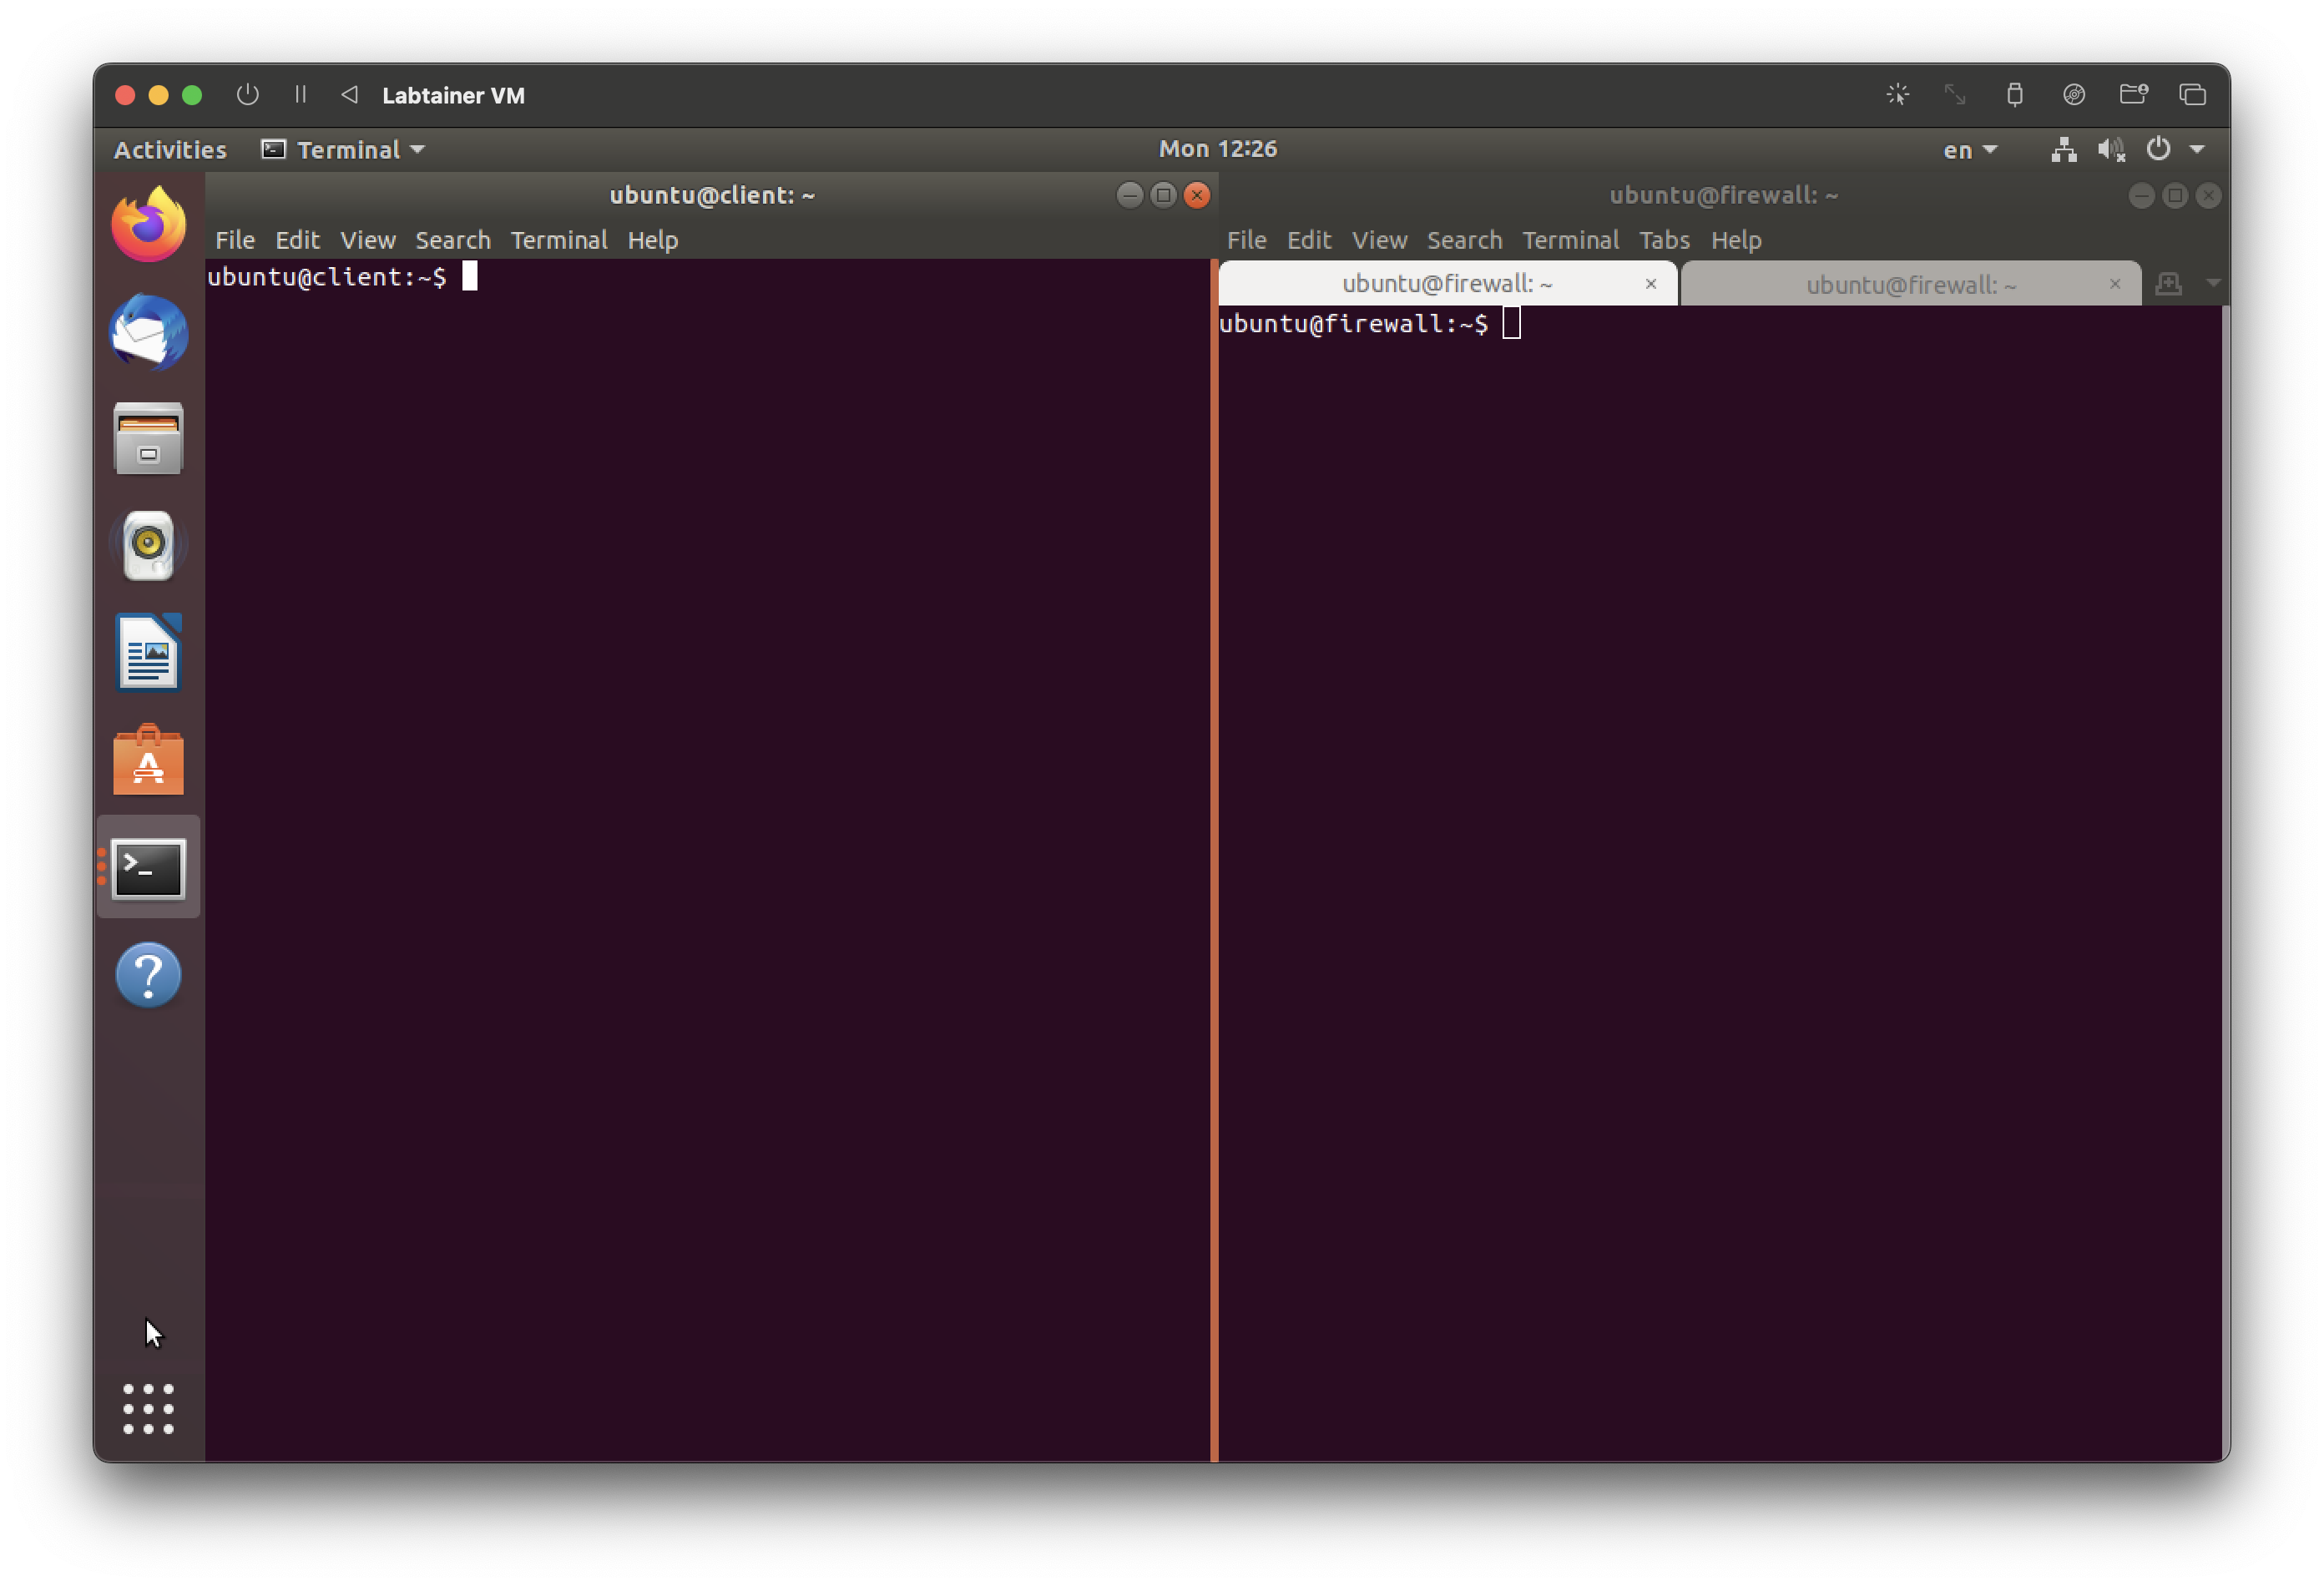 Labtainer VM
Activities Terminal Mon 12:26 en
ubuntu@client: ~
File Edit View Search Terminal Help
ubuntu@client:~$
ubuntu@firewall: ~
File Edit View Search Terminal Tabs Help
ubuntu@firewall: ~ ubuntu@firewall: ~
ubuntu@firewall:~$